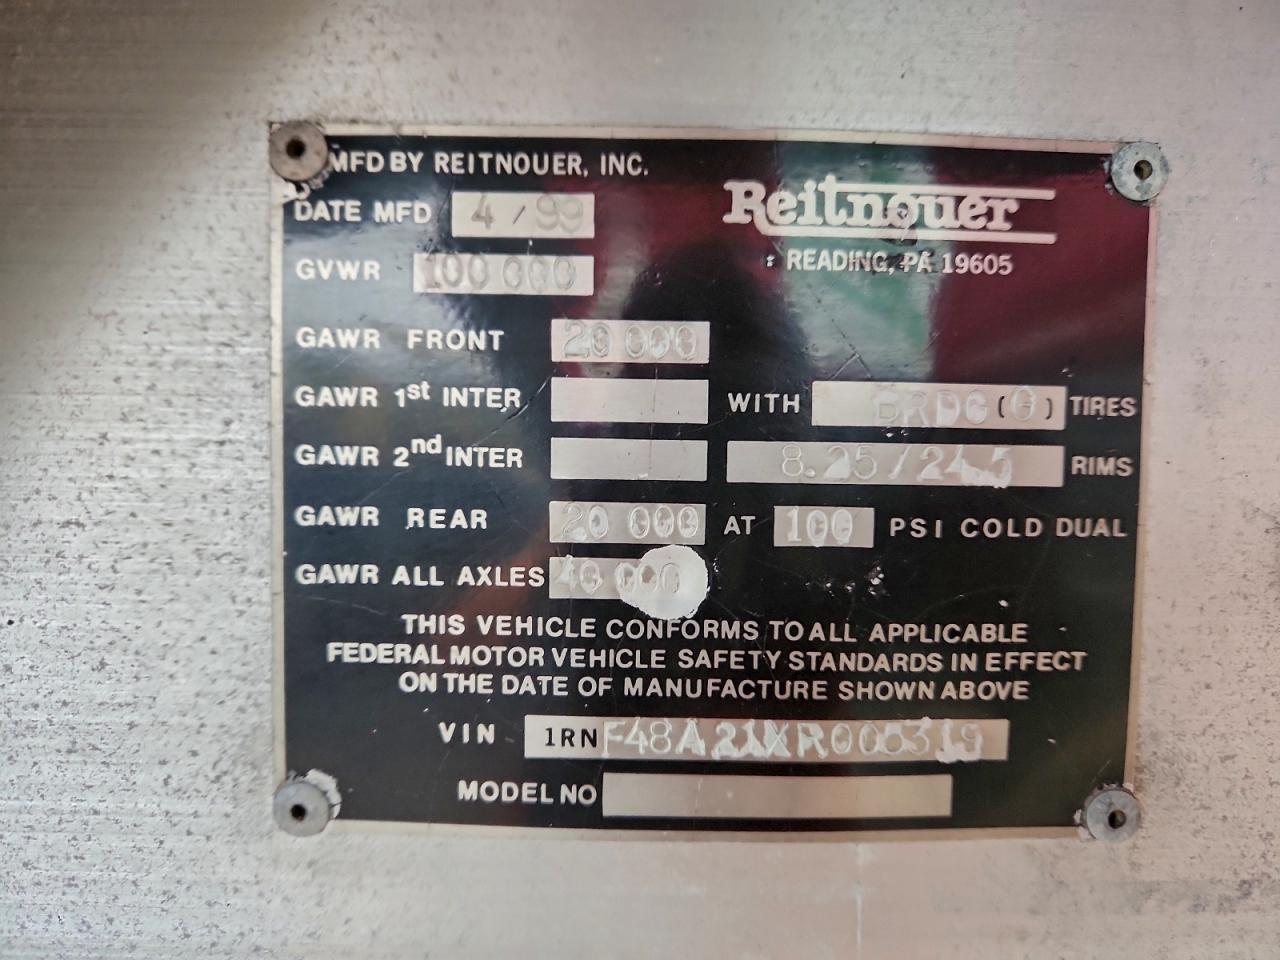 MFD BY REITNOUER, INC.
DATE MFD 4 / 99
Reitnouer
READING, PA 19605
GVWR 100 000
GAWR FRONT 20 000
GAWR 1st INTER
WITH (G) TIRES
GAWR 2nd INTER
8.25/24.5 RIMS
GAWR REAR 20 000 AT 100 PSI COLD DUAL
GAWR ALL AXLES 40 000
THIS VEHICLE CONFORMS TO ALL APPLICABLE
FEDERAL MOTOR VEHICLE SAFETY STANDARDS IN EFFECT
ON THE DATE OF MANUFACTURE SHOWN ABOVE
VIN 1RNF48A21XR005319
MODEL NO